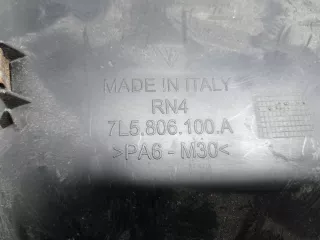 MADE IN ITALY
RN4
7L5.806.100.A
>PA6 - M30<